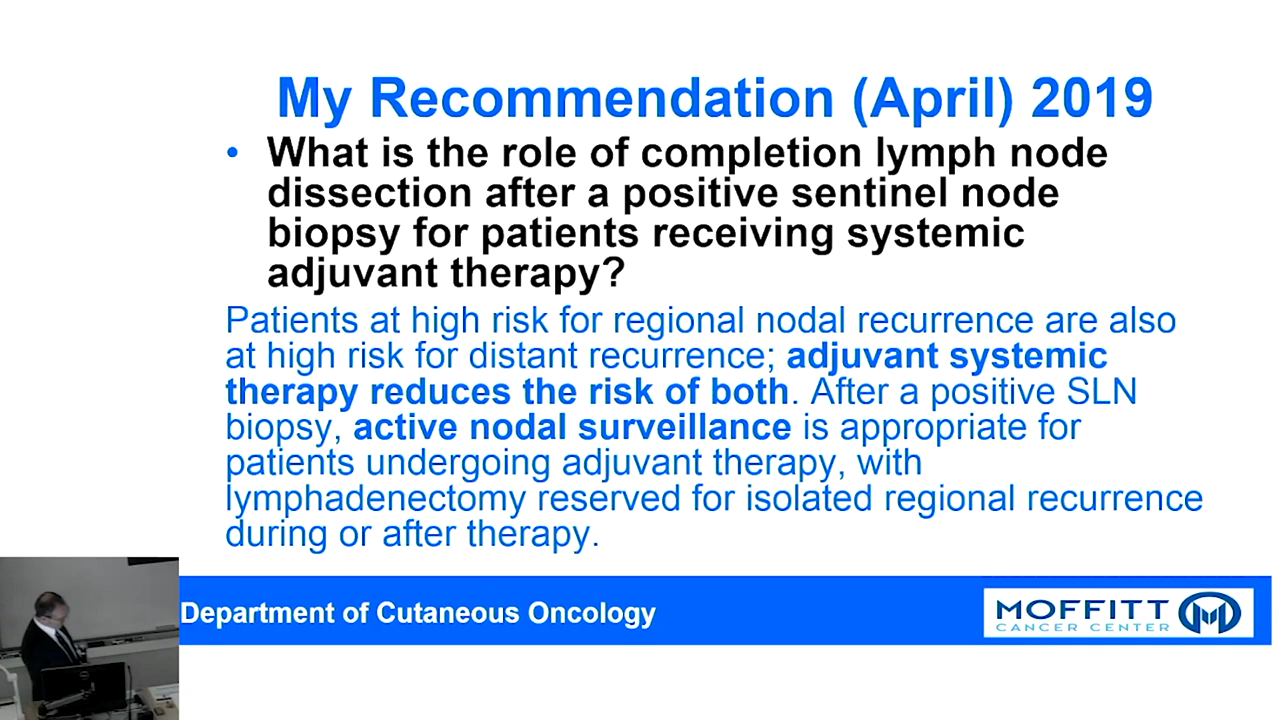 My Recommendation (April) 2019
• What is the role of completion lymph node
dissection after a positive sentinel node
biopsy for patients receiving systemic
adjuvant therapy?
Patients at high risk for regional nodal recurrence are also
at high risk for distant recurrence; adjuvant systemic
therapy reduces the risk of both. After a positive SLN
biopsy, active nodal surveillance is appropriate for
patients undergoing adjuvant therapy, with
lymphadenectomy reserved for isolated regional recurrence
during or after therapy.
Department of Cutaneous Oncology
MOFFITT
CANCER CENTER